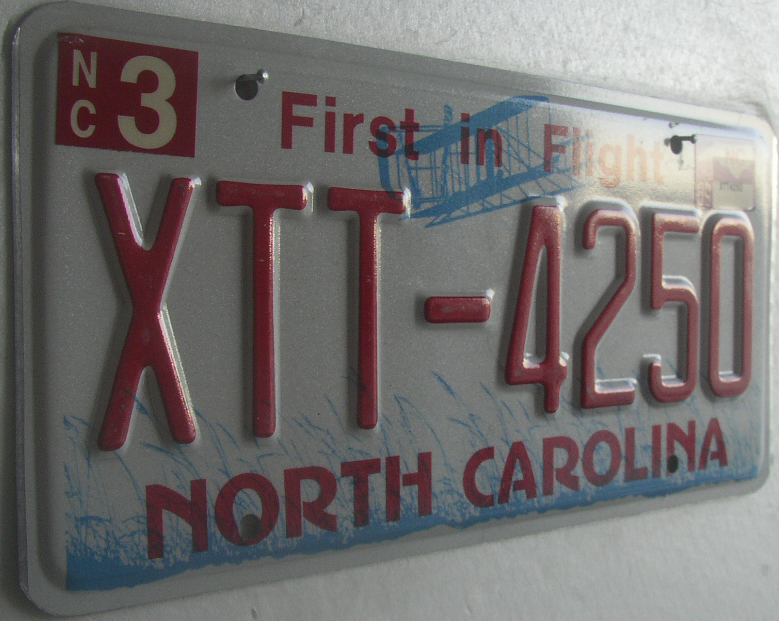 NC 3
First in Flight
XTT-4250
NORTH CAROLINA